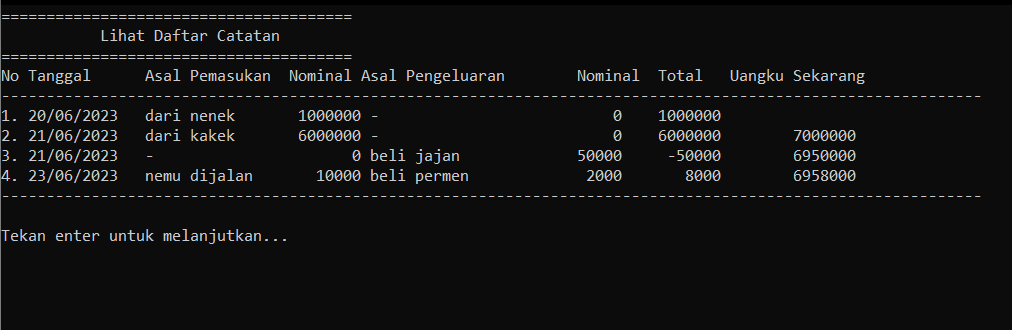 =======================================
           Lihat Daftar Catatan
=======================================
No Tanggal      Asal Pemasukan  Nominal Asal Pengeluaran        Nominal  Total   Uangku Sekarang
-------------------------------------------------------------------------------------------------------------
1. 20/06/2023   dari nenek       1000000 -                          0    1000000
2. 21/06/2023   dari kakek       6000000 -                          0    6000000        7000000
3. 21/06/2023   -                      0 beli jajan             50000     -50000        6950000
4. 23/06/2023   nemu dijalan       10000 beli permen             2000       8000        6958000
-------------------------------------------------------------------------------------------------------------
Tekan enter untuk melanjutkan...